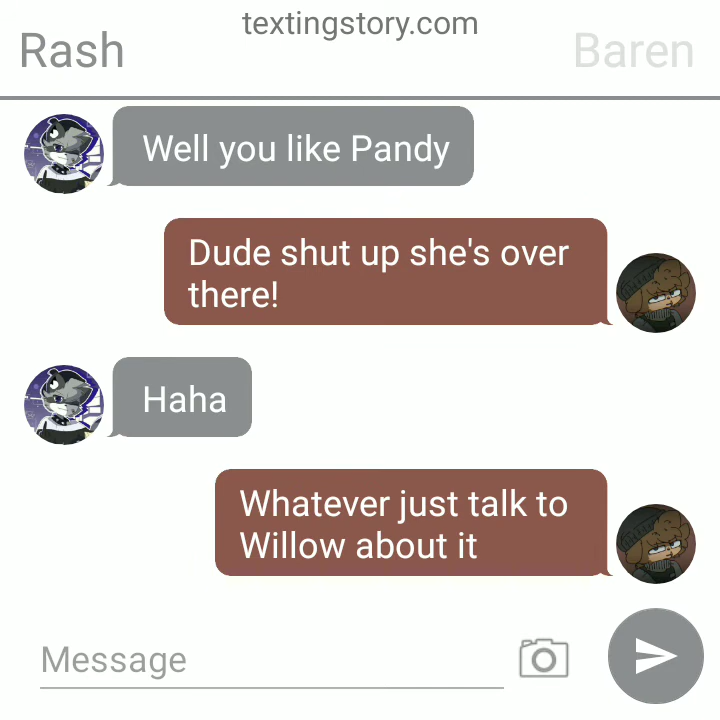 textingstory.com
Rash
Baren
Well you like Pandy
Dude shut up she's over
there!
Haha
Whatever just talk to
Willow about it
Message